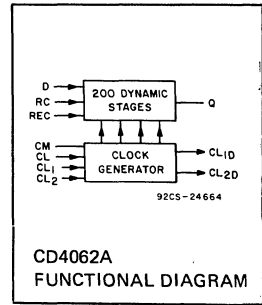 D
RC
REC
200 DYNAMIC
STAGES
Q
CM
CL
CL1
CL2
CLOCK
GENERATOR
CL1D
CL2D
92CS-24664
CD4062A
FUNCTIONAL DIAGRAM